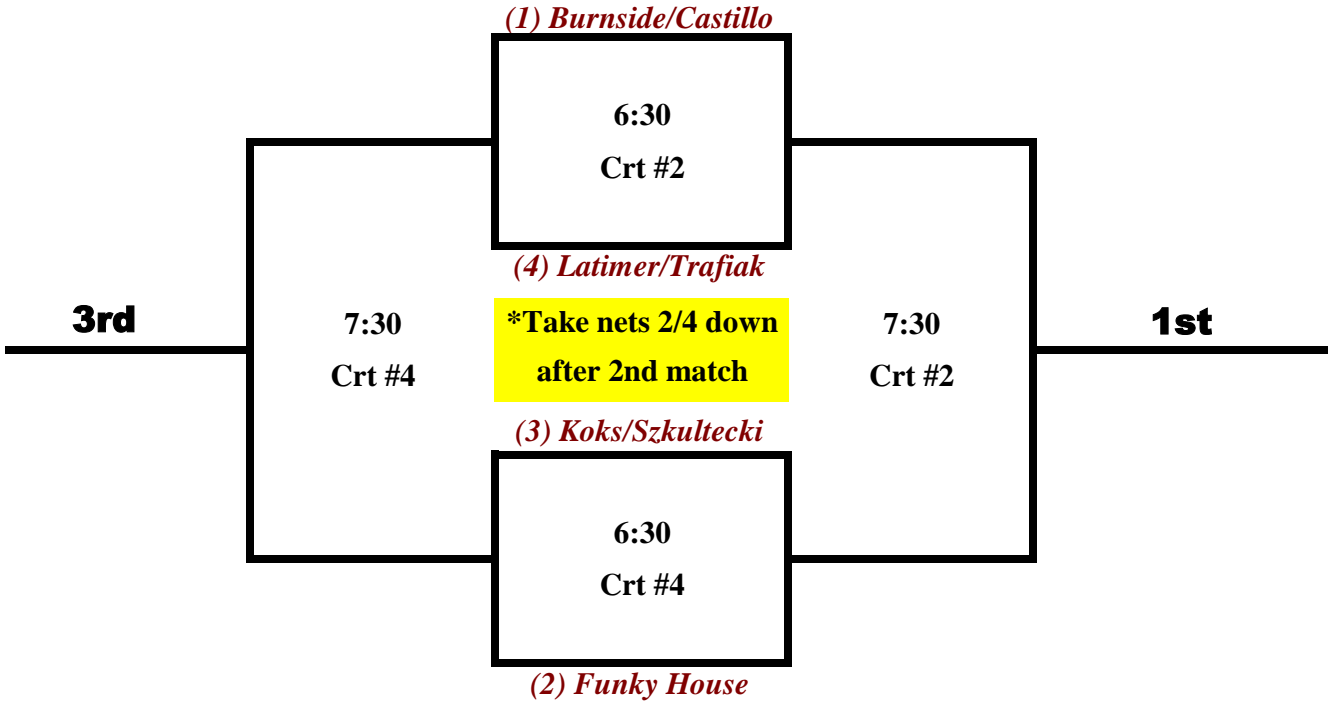 (1) Burnside/Castillo
6:30
Crt #2
(4) Latimer/Trafiak
3rd
7:30
Crt #4
*Take nets 2/4 down
after 2nd match
7:30
Crt #2
1st
(3) Koks/Szkultecki
6:30
Crt #4
(2) Funky House